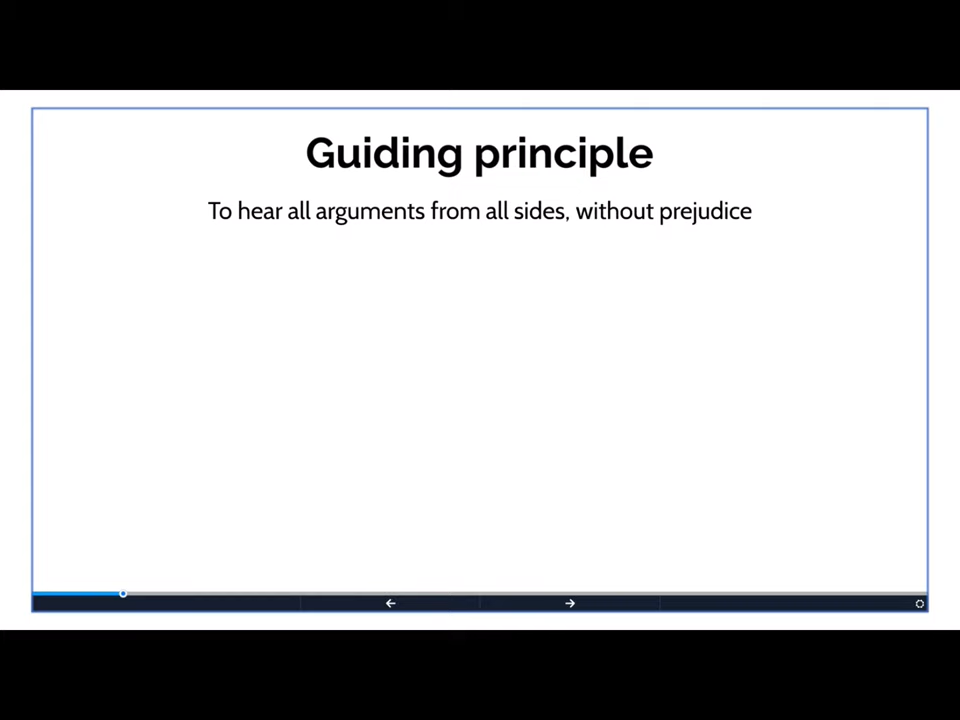 Guiding principle
To hear all arguments from all sides, without prejudice